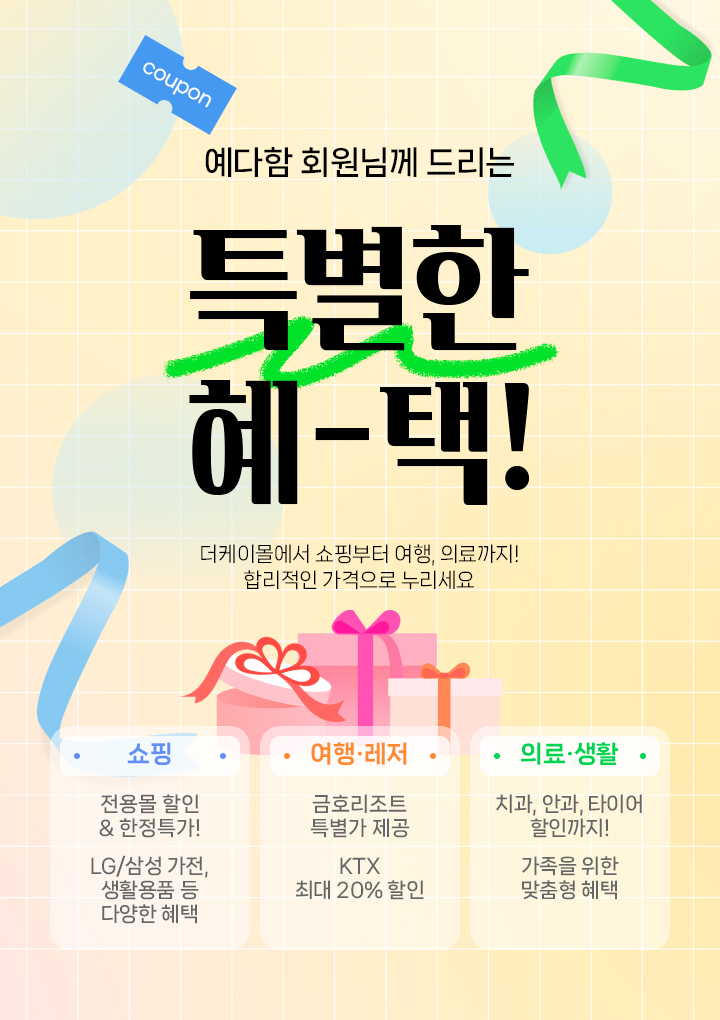 coupon
예다함 회원님께 드리는
특별한
혜-택!
더케이몰에서 쇼핑부터 여행, 의료까지!
합리적인 가격으로 누리세요
쇼핑
전용몰 할인
& 한정특가!
LG/삼성 가전,
생활용품 등
다양한 혜택
여행·레저
금호리조트
특별가 제공
KTX
최대 20% 할인
의료·생활
치과, 안과, 타이어
할인까지!
가족을 위한
맞춤형 혜택